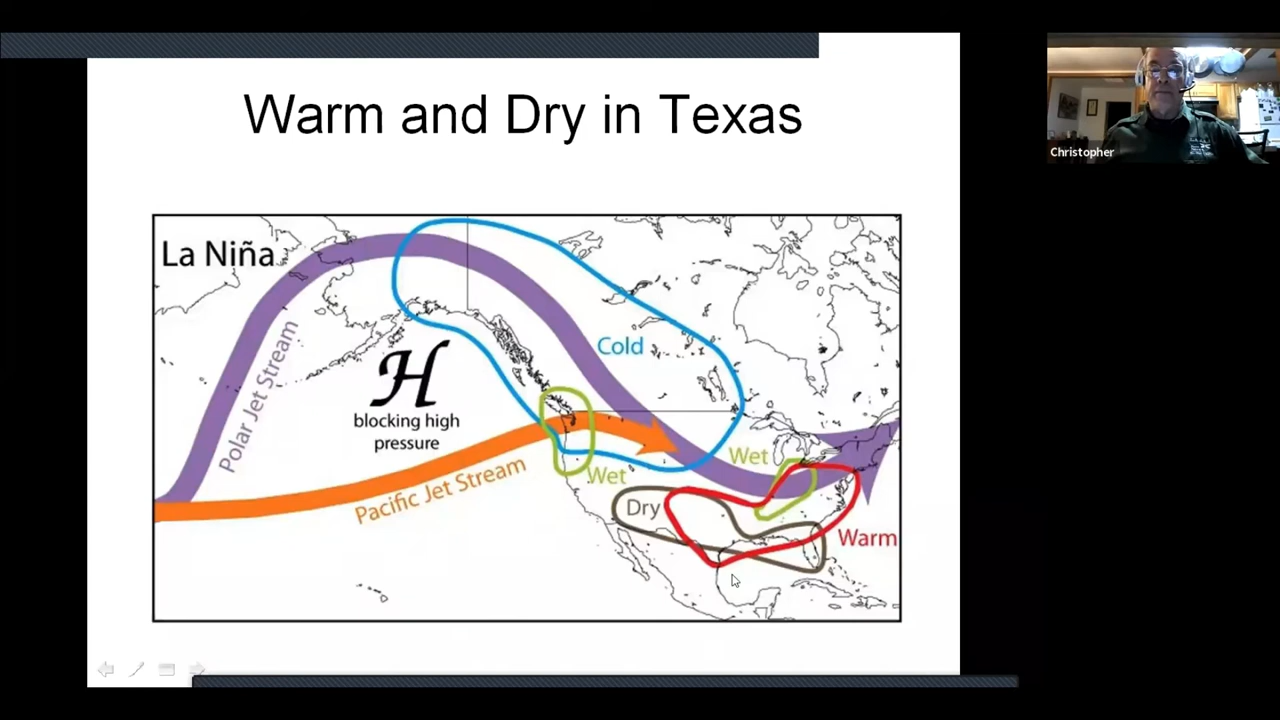 Warm and Dry in Texas
Christopher
La Niña
Polar Jet Stream
H
blocking high
pressure
Cold
Pacific Jet Stream
Wet
Wet
Dry
Warm